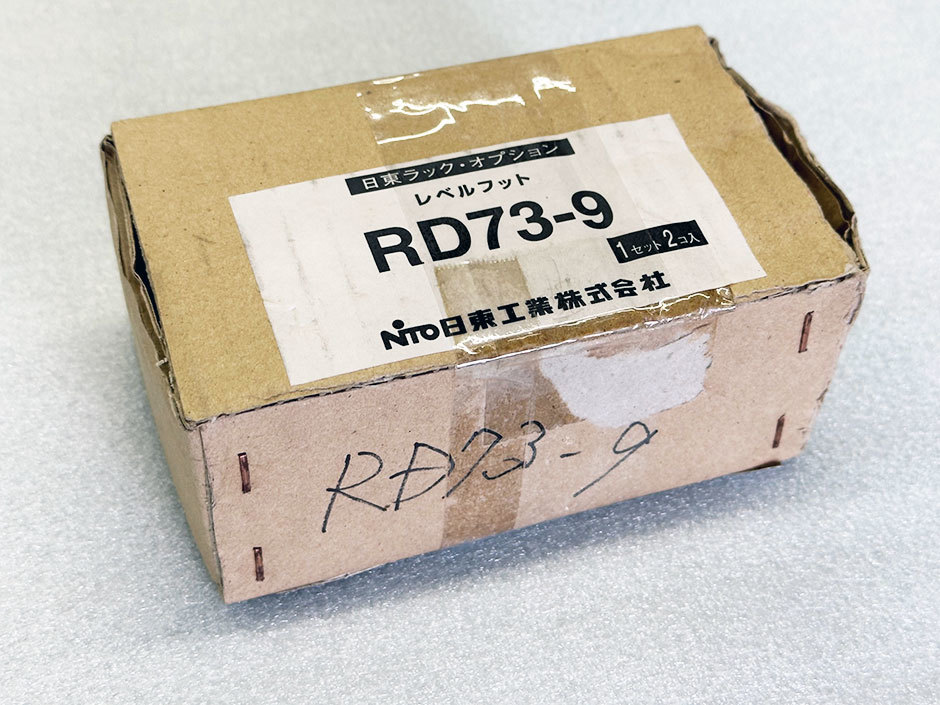 日東ラック・オプション
レベルフット
RD73-9
1セット2コ入
NITO日東工業株式会社
RD73-9